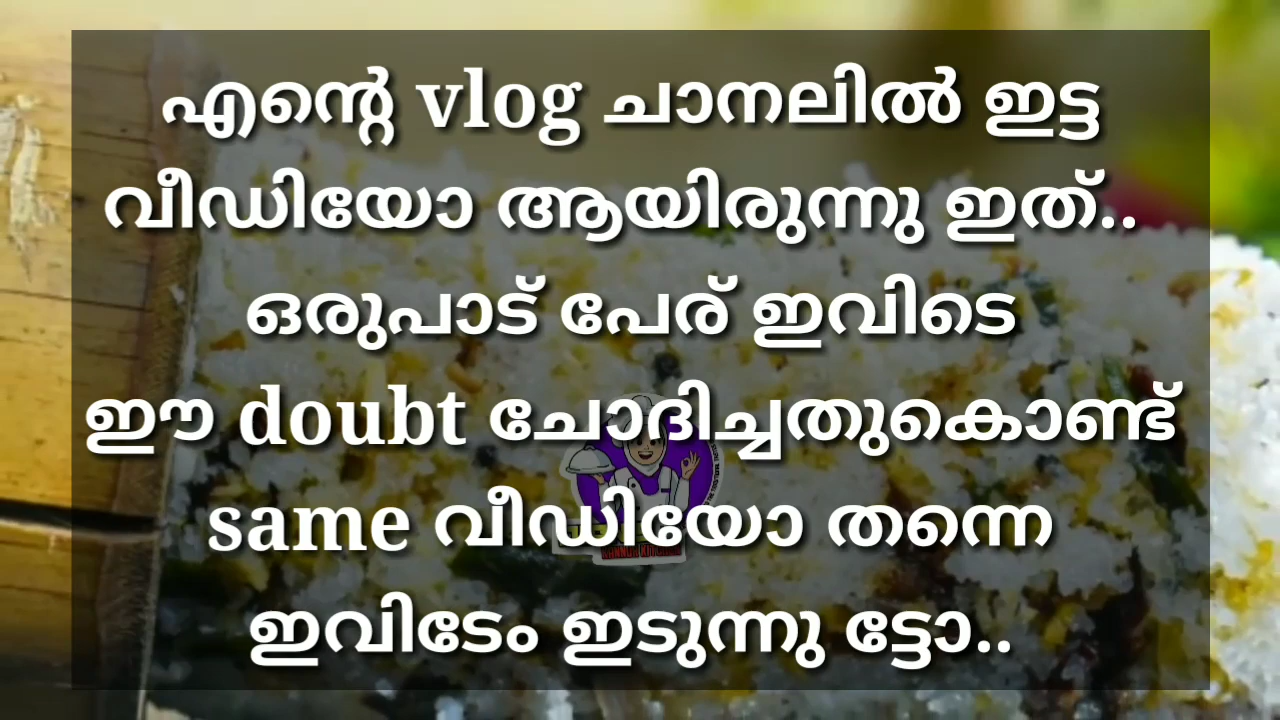 എന്റെ vlog ചാനലിൽ ഇട്ട
വീഡിയോ ആയിരുന്നു ഇത്..
ഒരുപാട് പേര് ഇവിടെ
ഈ doubt ചോദിച്ചതുകൊണ്ട്
same വീഡിയോ തന്നെ
ഇവിടേം ഇടുന്നു ട്ടോ..